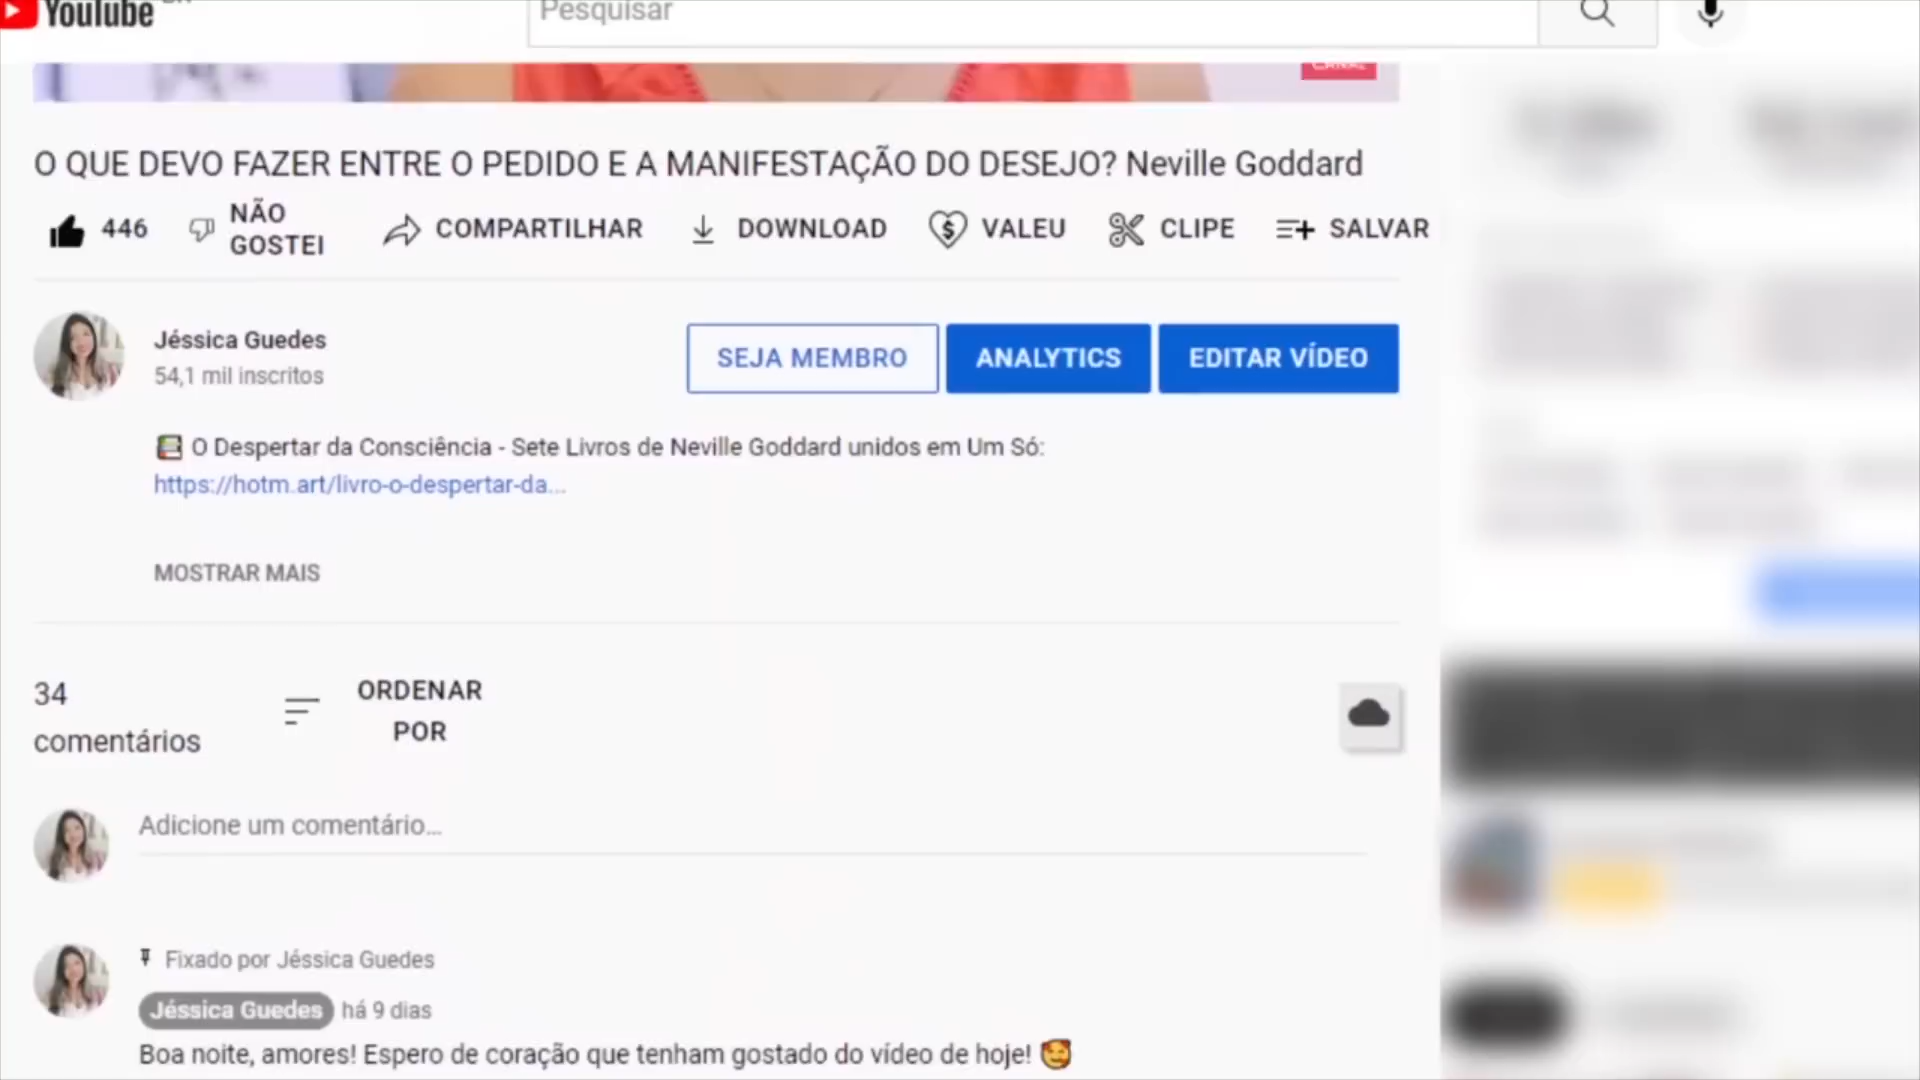 YouTube
Pesquisar
CANAL
O QUE DEVO FAZER ENTRE O PEDIDO E A MANIFESTAÇÃO DO DESEJO? Neville Goddard
446
NÃO
GOSTEI
COMPARTILHAR
DOWNLOAD
VALEU
CLIPE
SALVAR
Jéssica Guedes
54,1 mil inscritos
SEJA MEMBRO
ANALYTICS
EDITAR VÍDEO
O Despertar da Consciência - Sete Livros de Neville Goddard unidos em Um Só:
https://hotm.art/livro-o-despertar-da...
MOSTRAR MAIS
34
comentários
ORDENAR
POR
Adicione um comentário...
Fixado por Jéssica Guedes
Jéssica Guedes há 9 dias
Boa noite, amores! Espero de coração que tenham gostado do vídeo de hoje! 🥰